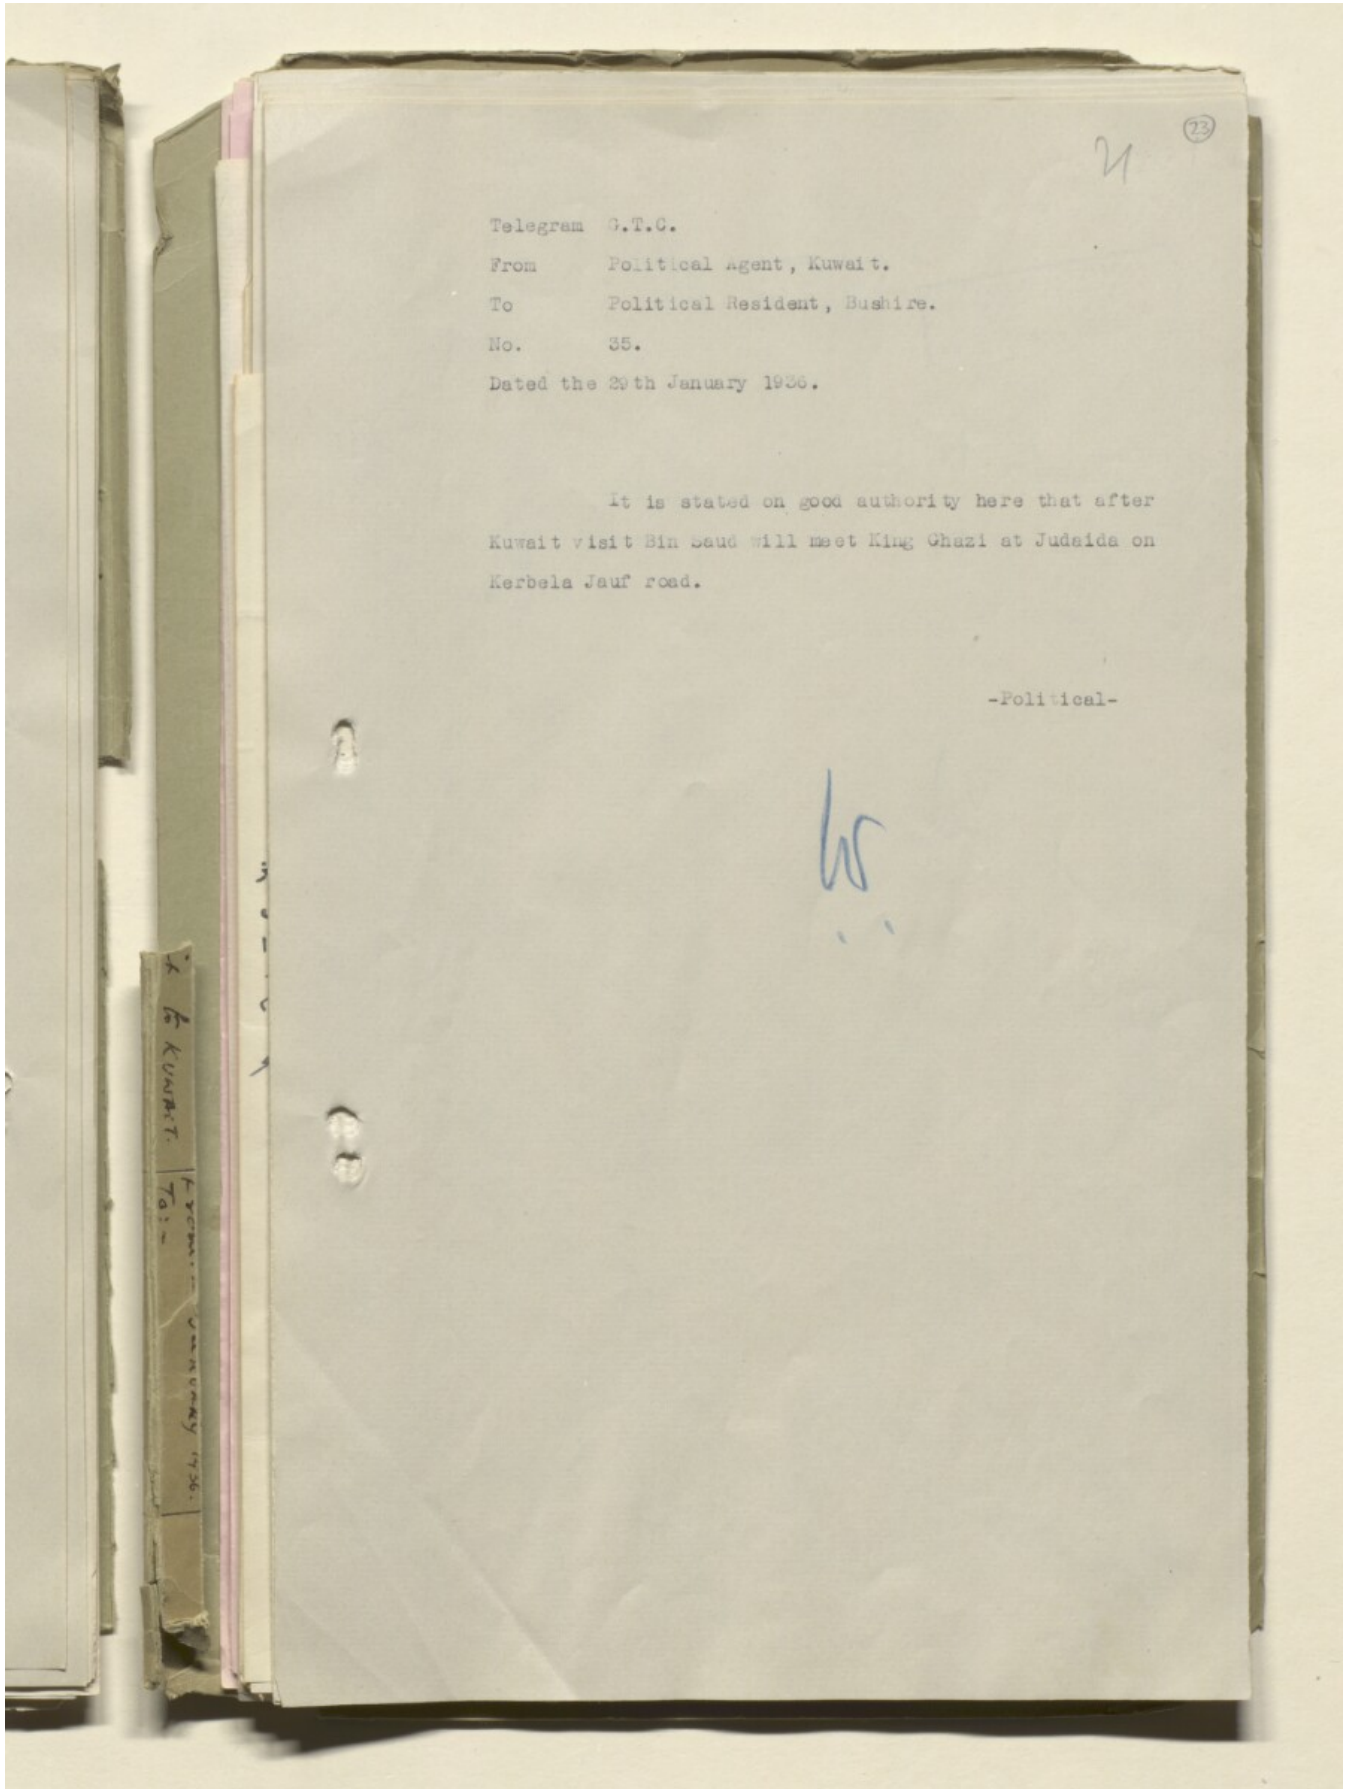 23
21
Telegram G.T.C.
From Political Agent, Kuwait.
To Political Resident, Bushire.
No. 35.
Dated the 29th January 1936.
It is stated on good authority here that after
Kuwait visit Bin Saud will meet King Ghazi at Judaida on
Kerbela Jauf road.
-Political-
to KUWAIT.
From:- January 1936.
To:-